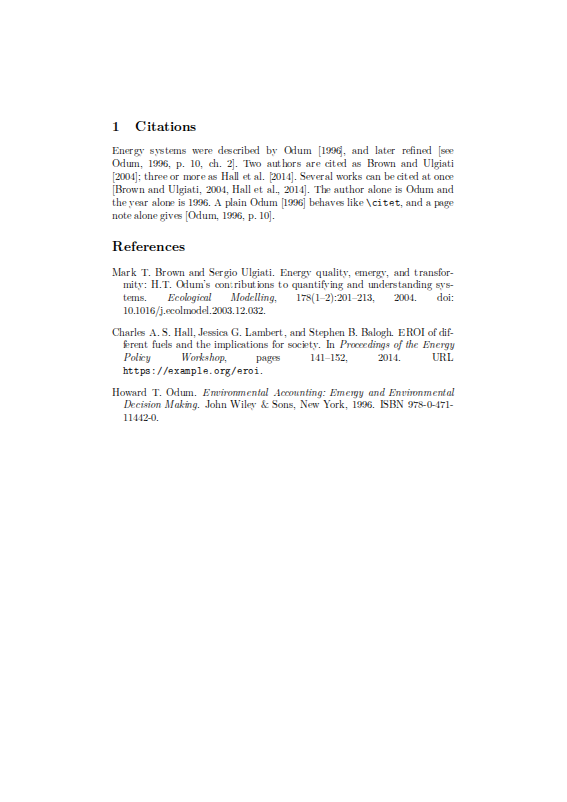 1 Citations
Energy systems were described by Odum [1996], and later refined [see
Odum, 1996, p. 10, ch. 2]. Two authors are cited as Brown and Ulgiati
[2004]; three or more as Hall et al. [2014]. Several works can be cited at once
[Brown and Ulgiati, 2004, Hall et al., 2014]. The author alone is Odum and
the year alone is 1996. A plain Odum [1996] behaves like \citet, and a page
note alone gives [Odum, 1996, p. 10].
References
Mark T. Brown and Sergio Ulgiati. Energy quality, emergy, and transfor-
mity: H.T. Odum's contributions to quantifying and understanding sys-
tems. Ecological Modelling, 178(1–2):201–213, 2004. doi:
10.1016/j.ecolmodel.2003.12.032.
Charles A. S. Hall, Jessica G. Lambert, and Stephen B. Balogh. EROI of dif-
ferent fuels and the implications for society. In Proceedings of the Energy
Policy Workshop, pages 141–152, 2014. URL
https://example.org/eroi.
Howard T. Odum. Environmental Accounting: Emergy and Environmental
Decision Making. John Wiley & Sons, New York, 1996. ISBN 978-0-471-
11442-0.